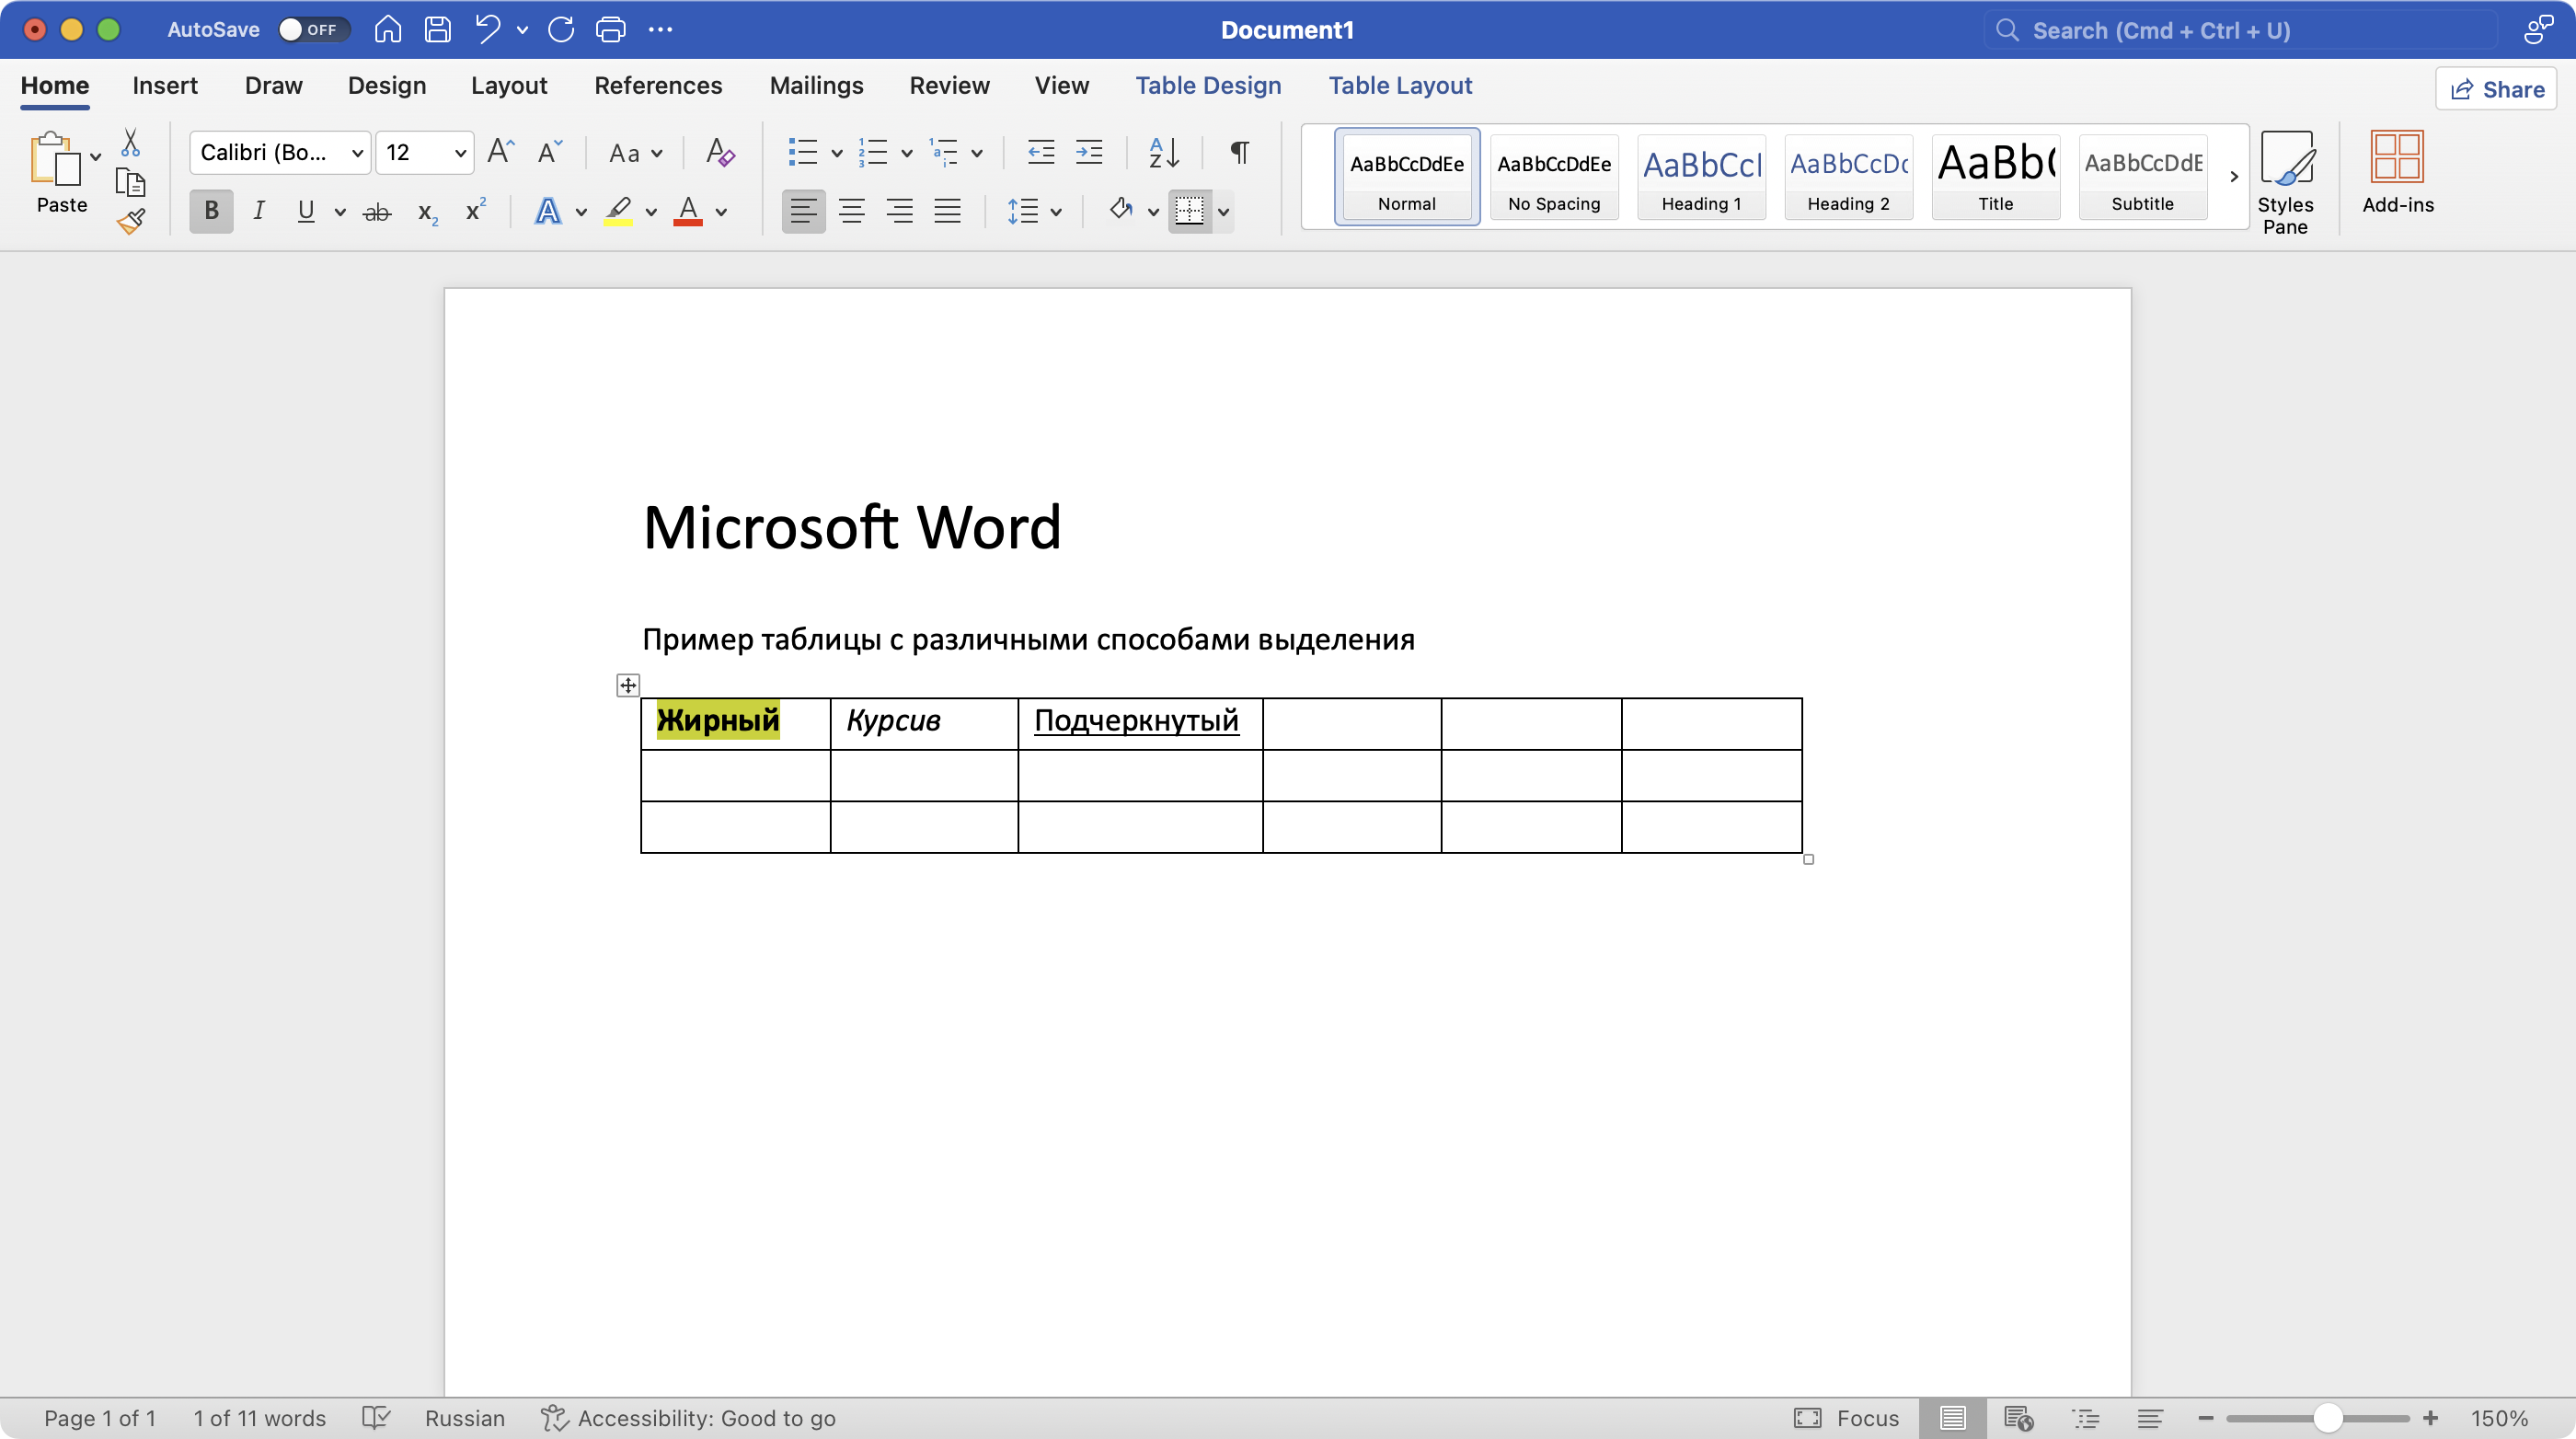 AutoSave OFF Document1 Search (Cmd + Ctrl + U)
Home Insert Draw Design Layout References Mailings Review View Table Design Table Layout Share
Paste Calibri (Bo... 12 Aa
AaBbCcDdEe AaBbCcDdEe AaBbCcI AaBbCcDc AaBb( AaBbCcDdE
Normal No Spacing Heading 1 Heading 2 Title Subtitle
Styles Pane
Add-ins
Microsoft Word
Пример таблицы с различными способами выделения
Жирный Курсив Подчеркнутый
Page 1 of 1 1 of 11 words Russian Accessibility: Good to go Focus 150%